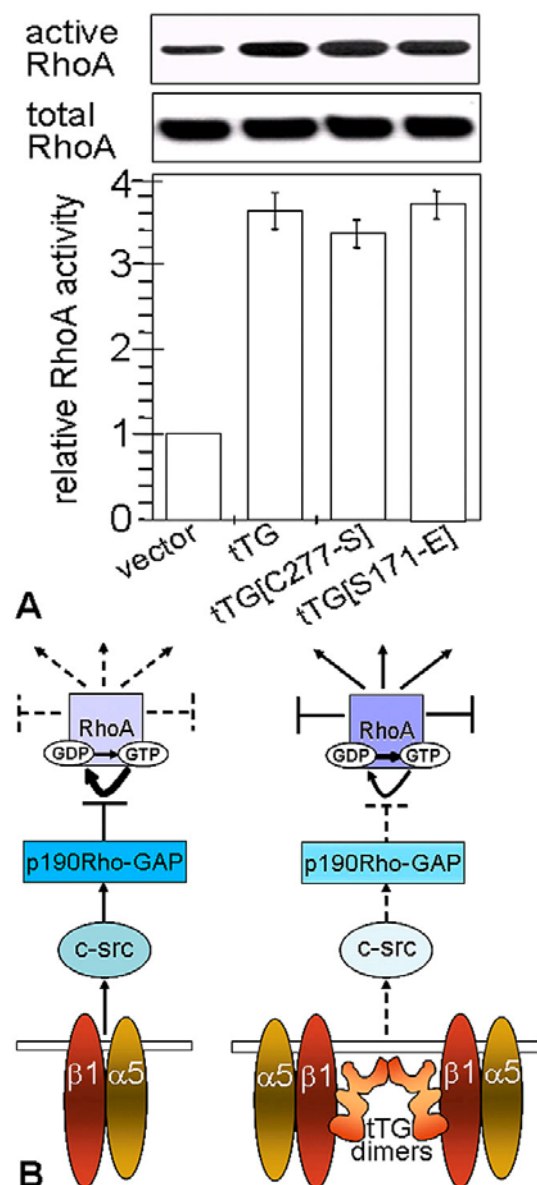 active
RhoA
total
RhoA
relative RhoA activity
4
3
2
1
0
vector
tTG
tTG[C277-S]
tTG[S171-E]
A
RhoA
GDP
GTP
p190Rho-GAP
c-src
β1
α5
RhoA
GDP
GTP
p190Rho-GAP
c-src
α5
β1
tTG
dimers
β1
α5
B